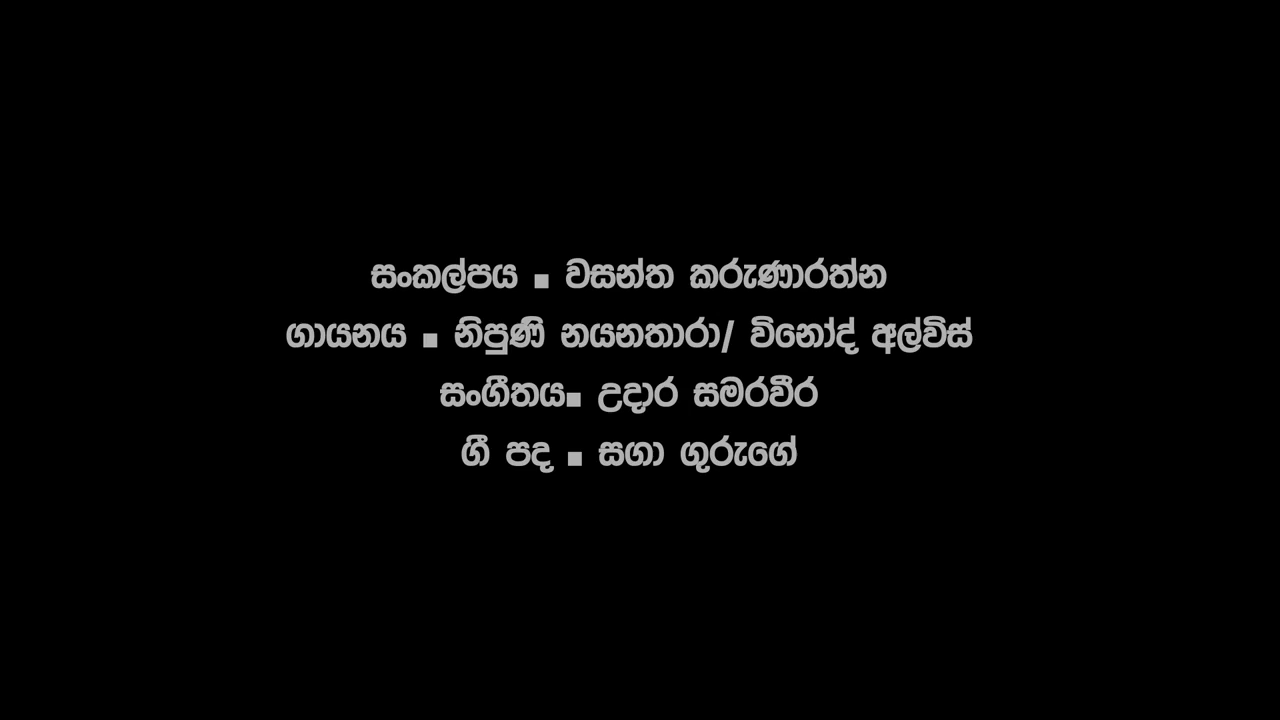 සංකල්පය ■ වසන්ත කරුණාරත්න
ගායනය ■ නිපුණි නයනතාරා/ විනෝද් අල්විස්
සංගීතය■ උදාර සමරවීර
ගී පද ■ සගා ගුරුගේ